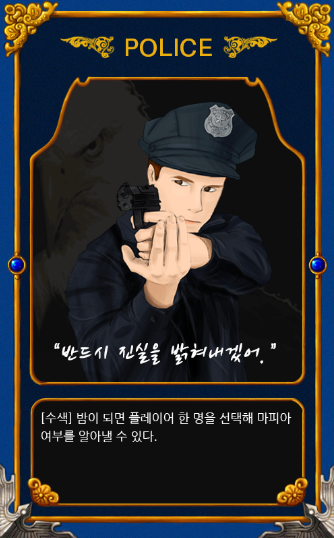 POLICE
“반드시 진실을 밝혀내겠어.”
[수색] 밤이 되면 플레이어 한 명을 선택해 마피아
여부를 알아낼 수 있다.